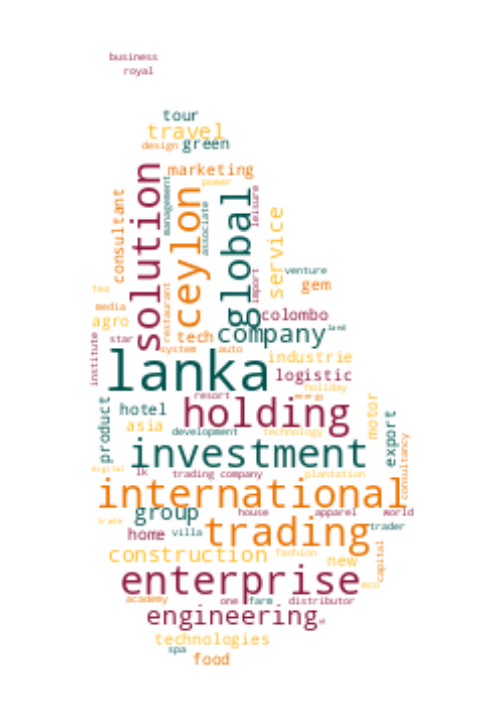 business
royal
tour
travel
design green
marketing
power
solution
management
ceylon
associate
global
leisure
consultant
service
restaurant
import
venture
gem
tea
media
agro
colombo
star
tech
company
land
institute
system
auto
industrie
lanka
logistic
holiday
resort
energy
product
hotel
holding
motor
asia
development
technology
export
investment
consultancy
digital
lk
trading company
plantation
international
group
house
apparel
world
trade
trading
trader
home
villa
construction
fashion
new
capital
enterprise
eco
academy
one
farm
distributor
engineering
technologies
spa
food